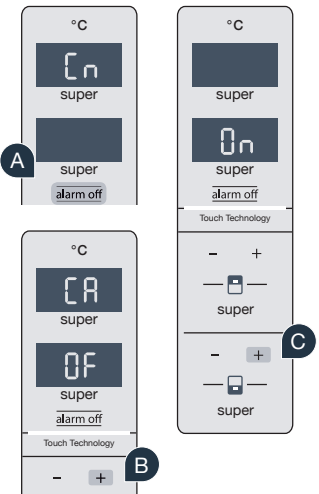 °C
Cn
super
super
A
alarm off
°C
CA
super
OF
super
alarm off
Touch Technology
B
- +
°C
super
On
super
alarm off
Touch Technology
- +
super
- +
C
super